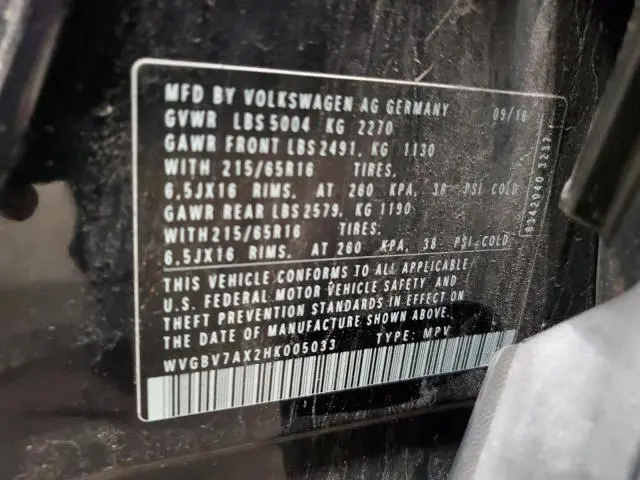 MFD BY VOLKSWAGEN AG GERMANY 09/16
GVWR LBS 5004 KG 2270
GAWR FRONT LBS 2491, KG 1130
WITH 215/65R16 TIRES.
6,5JX16 RIMS, AT 260 KPA, 38 PSI COLD
GAWR REAR LBS 2579, KG 1190
WITH 215/65R16 TIRES.
6,5JX16 RIMS, AT 260 KPA, 38 PSI COLD
THIS VEHICLE CONFORMS TO ALL APPLICABLE
U.S. FEDERAL MOTOR VEHICLE SAFETY AND
THEFT PREVENTION STANDARDS IN EFFECT ON
THE DATE OF MANUFACTURE SHOWN ABOVE.
WVGBV7AX2HK005033 TYPE: MPV